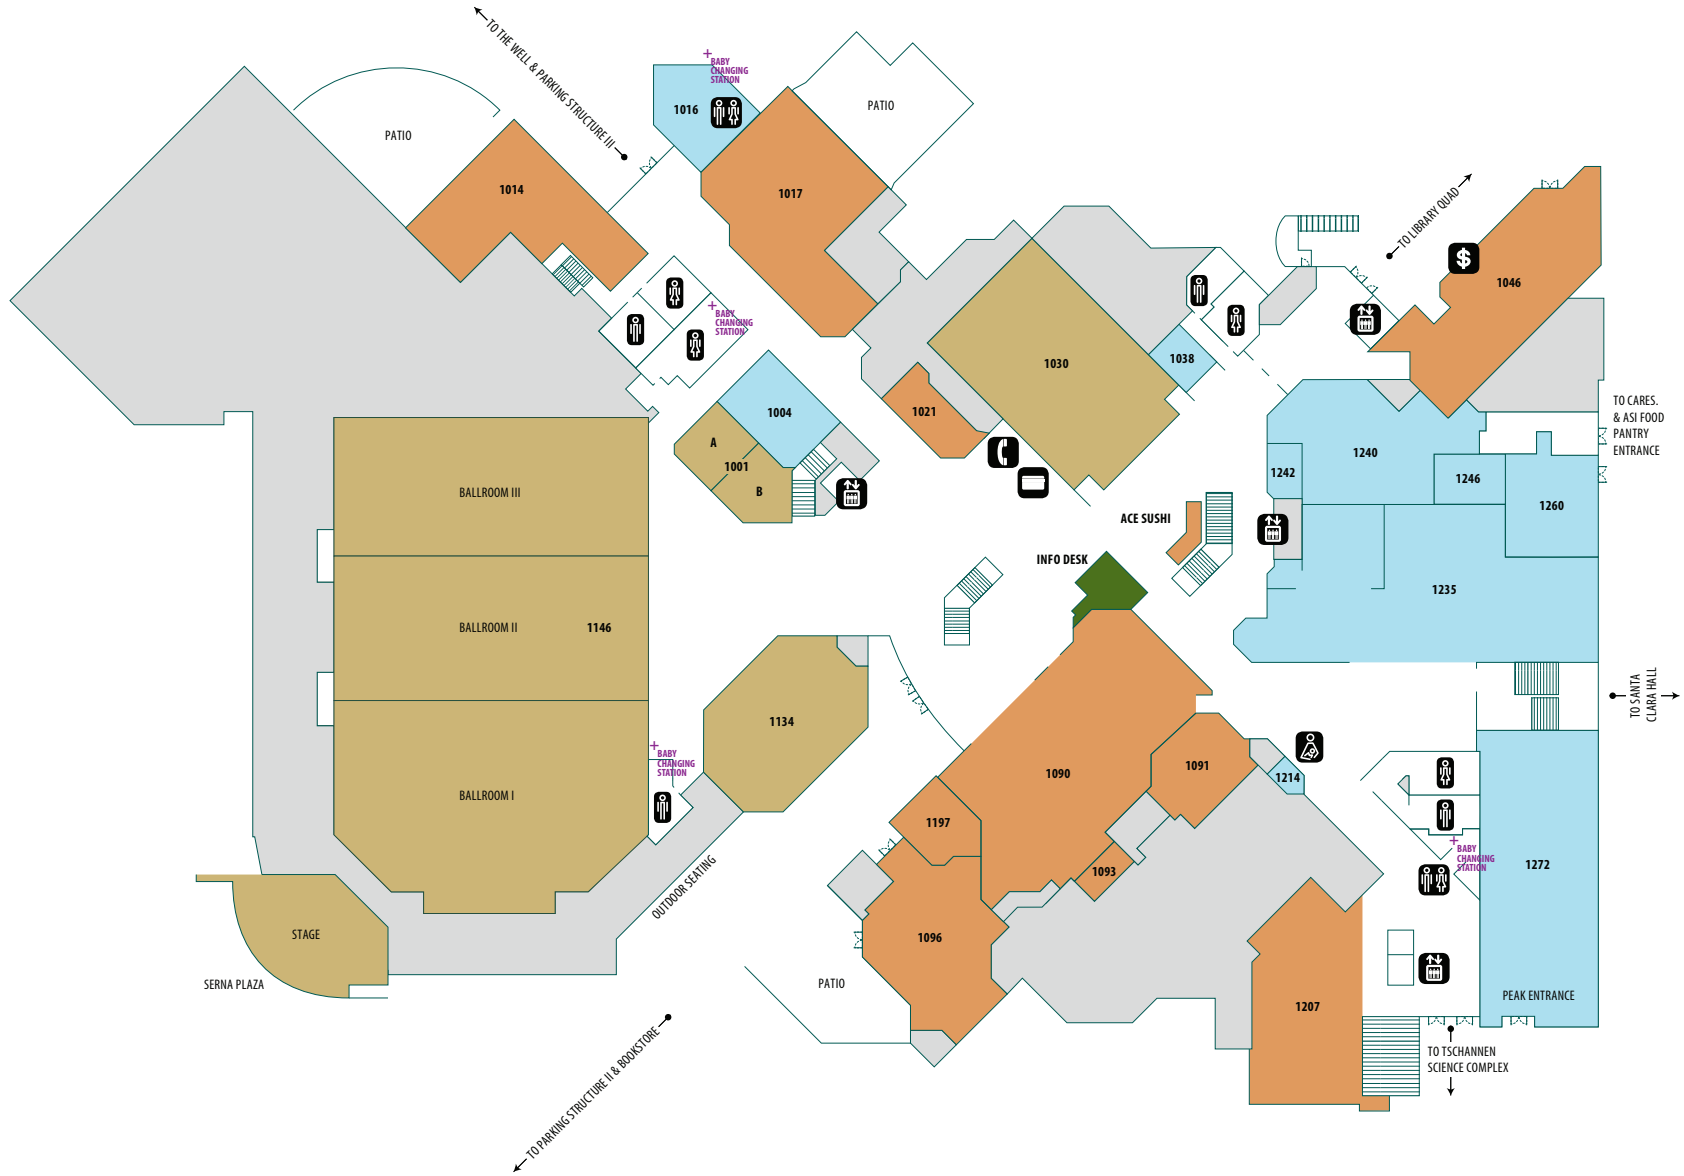 TO THE WELL & PARKING STRUCTURE III
BABY
CHANGING
STATION
1016
PATIO
PATIO
1014
1017
TO LIBRARY QUAD
$
1046
BABY
CHANGING
STATION
1030
1038
1004
1021
A
1001
B
TO CARES.
& ASI FOOD
PANTRY
ENTRANCE
1240
1242
1246
1260
BALLROOM III
ACE SUSHI
INFO DESK
1235
BALLROOM II
1146
TO SANTA
CLARA HALL
1134
BABY
CHANGING
STATION
1090
1091
1214
BALLROOM I
1197
1093
BABY
CHANGING
STATION
1272
OUTDOOR SEATING
STAGE
1096
SERNA PLAZA
PATIO
1207
PEAK ENTRANCE
TO PARKING STRUCTURE II & BOOKSTORE
TO TSCHANNEN
SCIENCE COMPLEX